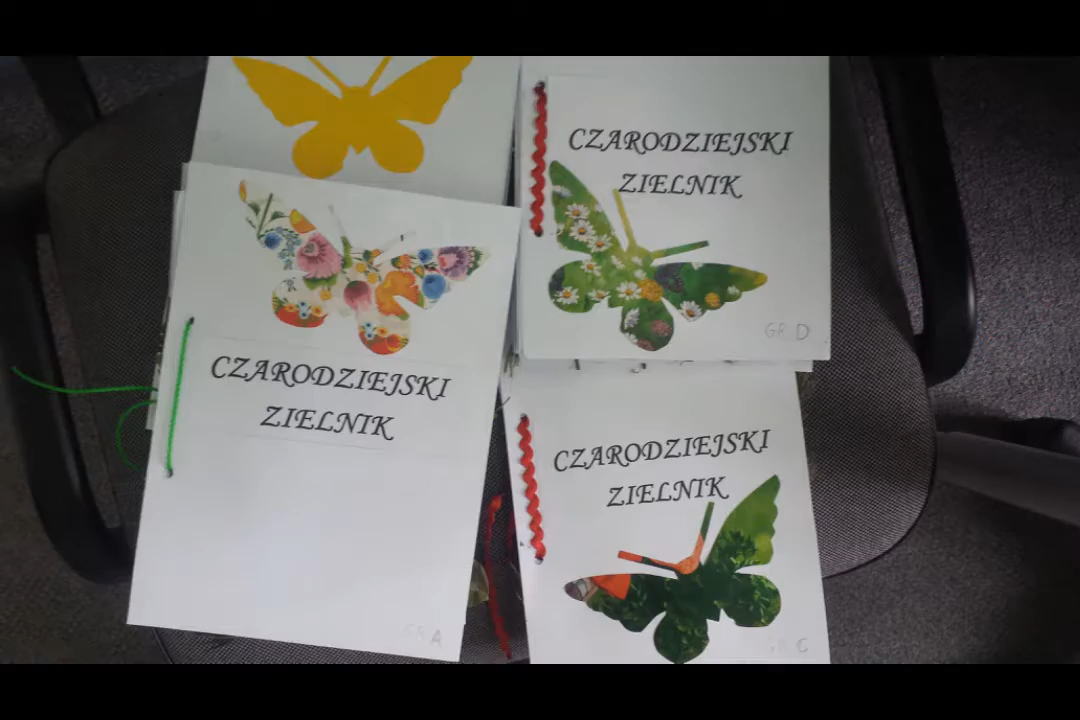 CZARODZIEJSKI
ZIELNIK
GR D
CZARODZIEJSKI
ZIELNIK
GR A
CZARODZIEJSKI
ZIELNIK
GR C